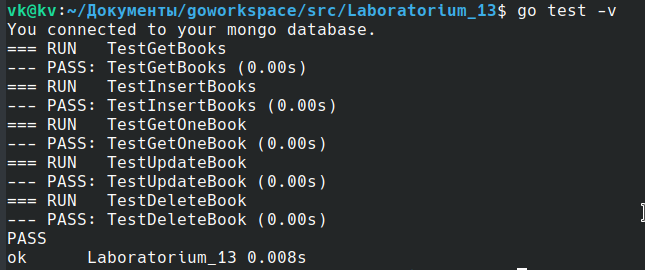 vk@kv:~/Документы/goworkspace/src/Laboratorium_13$ go test -v
You connected to your mongo database.
=== RUN   TestGetBooks
--- PASS: TestGetBooks (0.00s)
=== RUN   TestInsertBooks
--- PASS: TestInsertBooks (0.00s)
=== RUN   TestGetOneBook
--- PASS: TestGetOneBook (0.00s)
=== RUN   TestUpdateBook
--- PASS: TestUpdateBook (0.00s)
=== RUN   TestDeleteBook
--- PASS: TestDeleteBook (0.00s)
PASS
ok      Laboratorium_13 0.008s